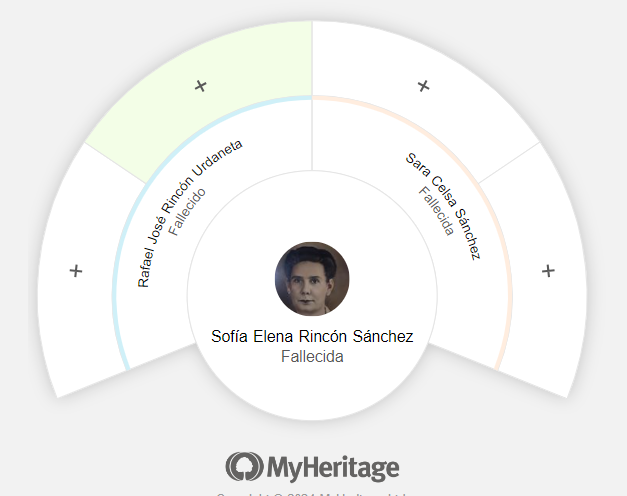 +
+
Rafael José Rincón Urdaneta
Fallecido
Sara Celsa Sánchez
Fallecida
+
+
Sofía Elena Rincón Sánchez
Fallecida
MyHeritage